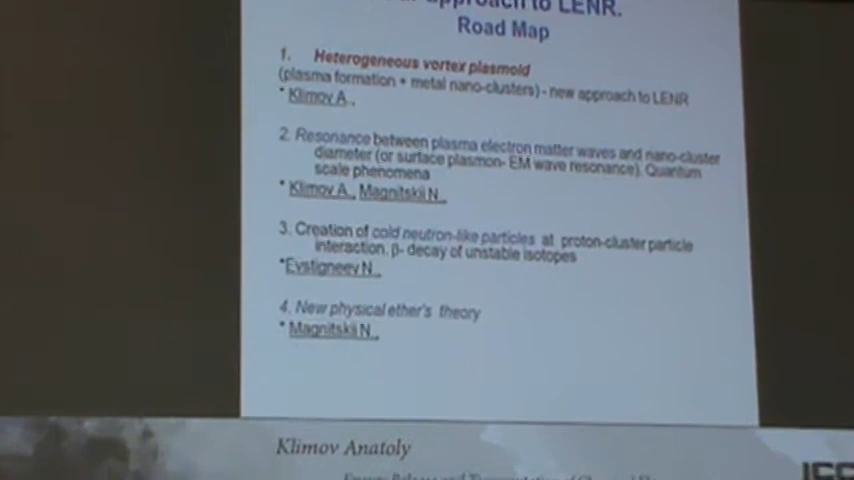 approach to LENR.
Road Map
1. Heterogeneous vortex plasmoid
(plasma formation + metal nano-clusters) - new approach to LENR
* Klimov A.,
2. Resonance between plasma electron matter waves and nano-cluster
diameter (or surface plasmon- EM wave resonance). Quantum
scale phenomena
* Klimov A., Magnitskii N.,
3. Creation of cold neutron-like particles at proton-cluster particle
interaction, β- decay of unstable isotopes
*Evstigneev N.,
4. New physical ether's theory
* Magnitskii N.,
Klimov Anatoly